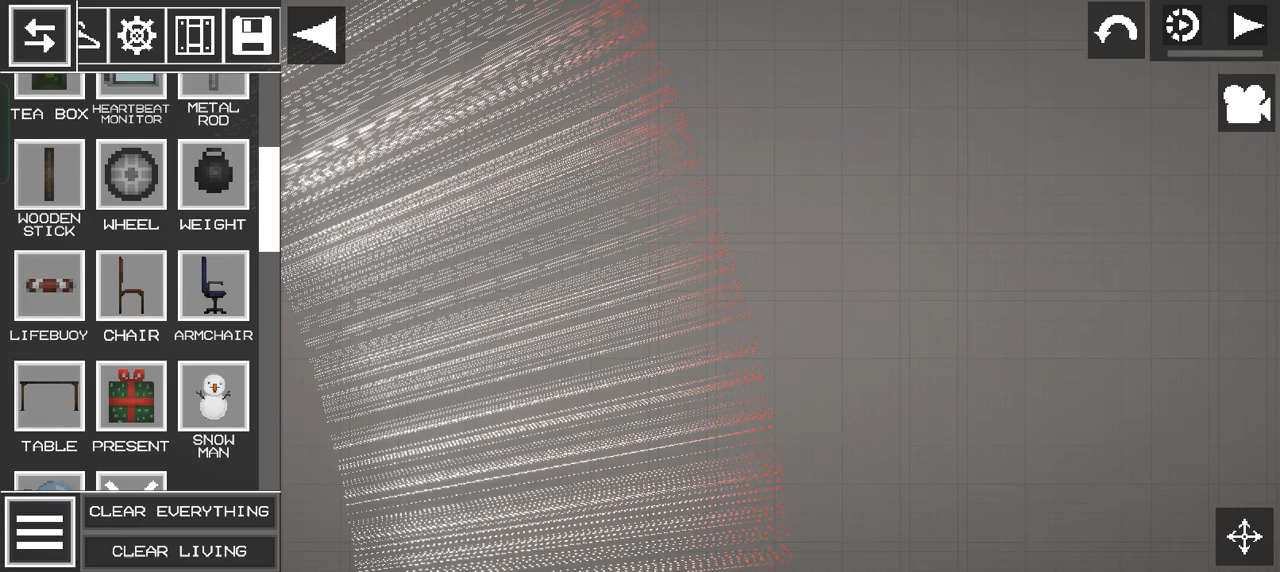 TEA BOX
HEARTBEAT
MONITOR
METAL
ROD
WOODEN
STICK
WHEEL
WEIGHT
LIFEBUOY
CHAIR
ARMCHAIR
TABLE
PRESENT
SNOW
MAN
CLEAR EVERYTHING
CLEAR LIVING